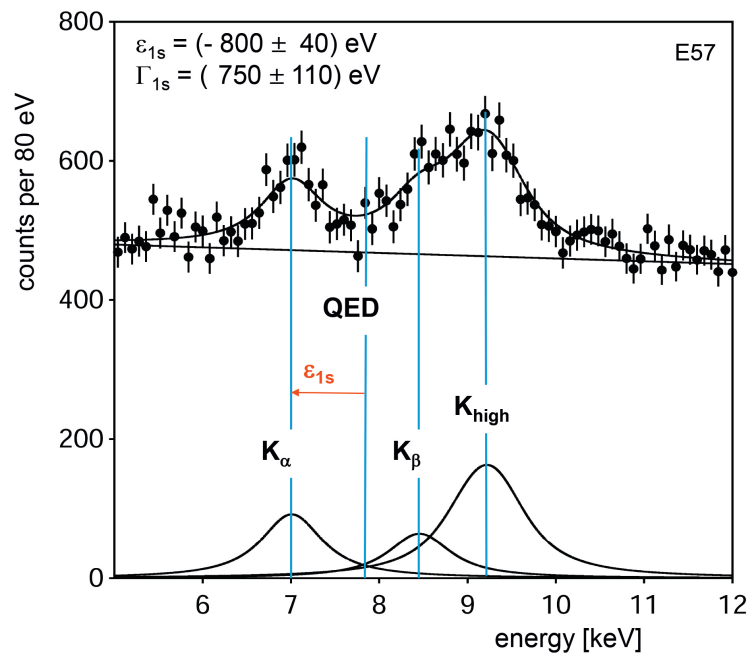 800
600
400
200
0
counts per 80 eV
ε1s = (- 800 ± 40) eV
Γ1s = ( 750 ± 110) eV
E57
QED
ε1s
Kα
Kβ
Khigh
6 7 8 9 10 11 12
energy [keV]